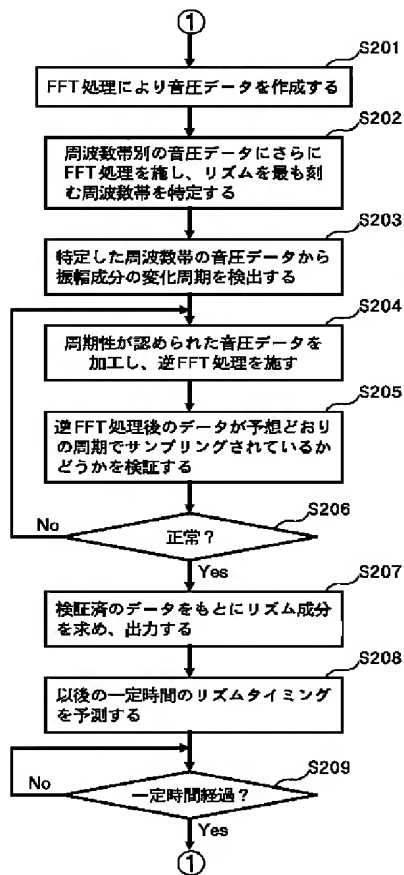 ①
S201
FFT処理により音圧データを作成する
S202
周波数帯別の音圧データにさらに
FFT処理を施し、リズムを最も刻
む周波数帯を特定する
S203
特定した周波数帯の音圧データから
振幅成分の変化周期を検出する
S204
周期性が認められた音圧データを
加工し、逆FFT処理を施す
S205
逆FFT処理後のデータが予想どおり
の周期でサンプリングされているか
どうかを検証する
S206
No
正常？
Yes
S207
検証済のデータをもとにリズム成分
を求め、出力する
S208
以後の一定時間のリズムタイミング
を予測する
S209
No
一定時間経過？
Yes
①